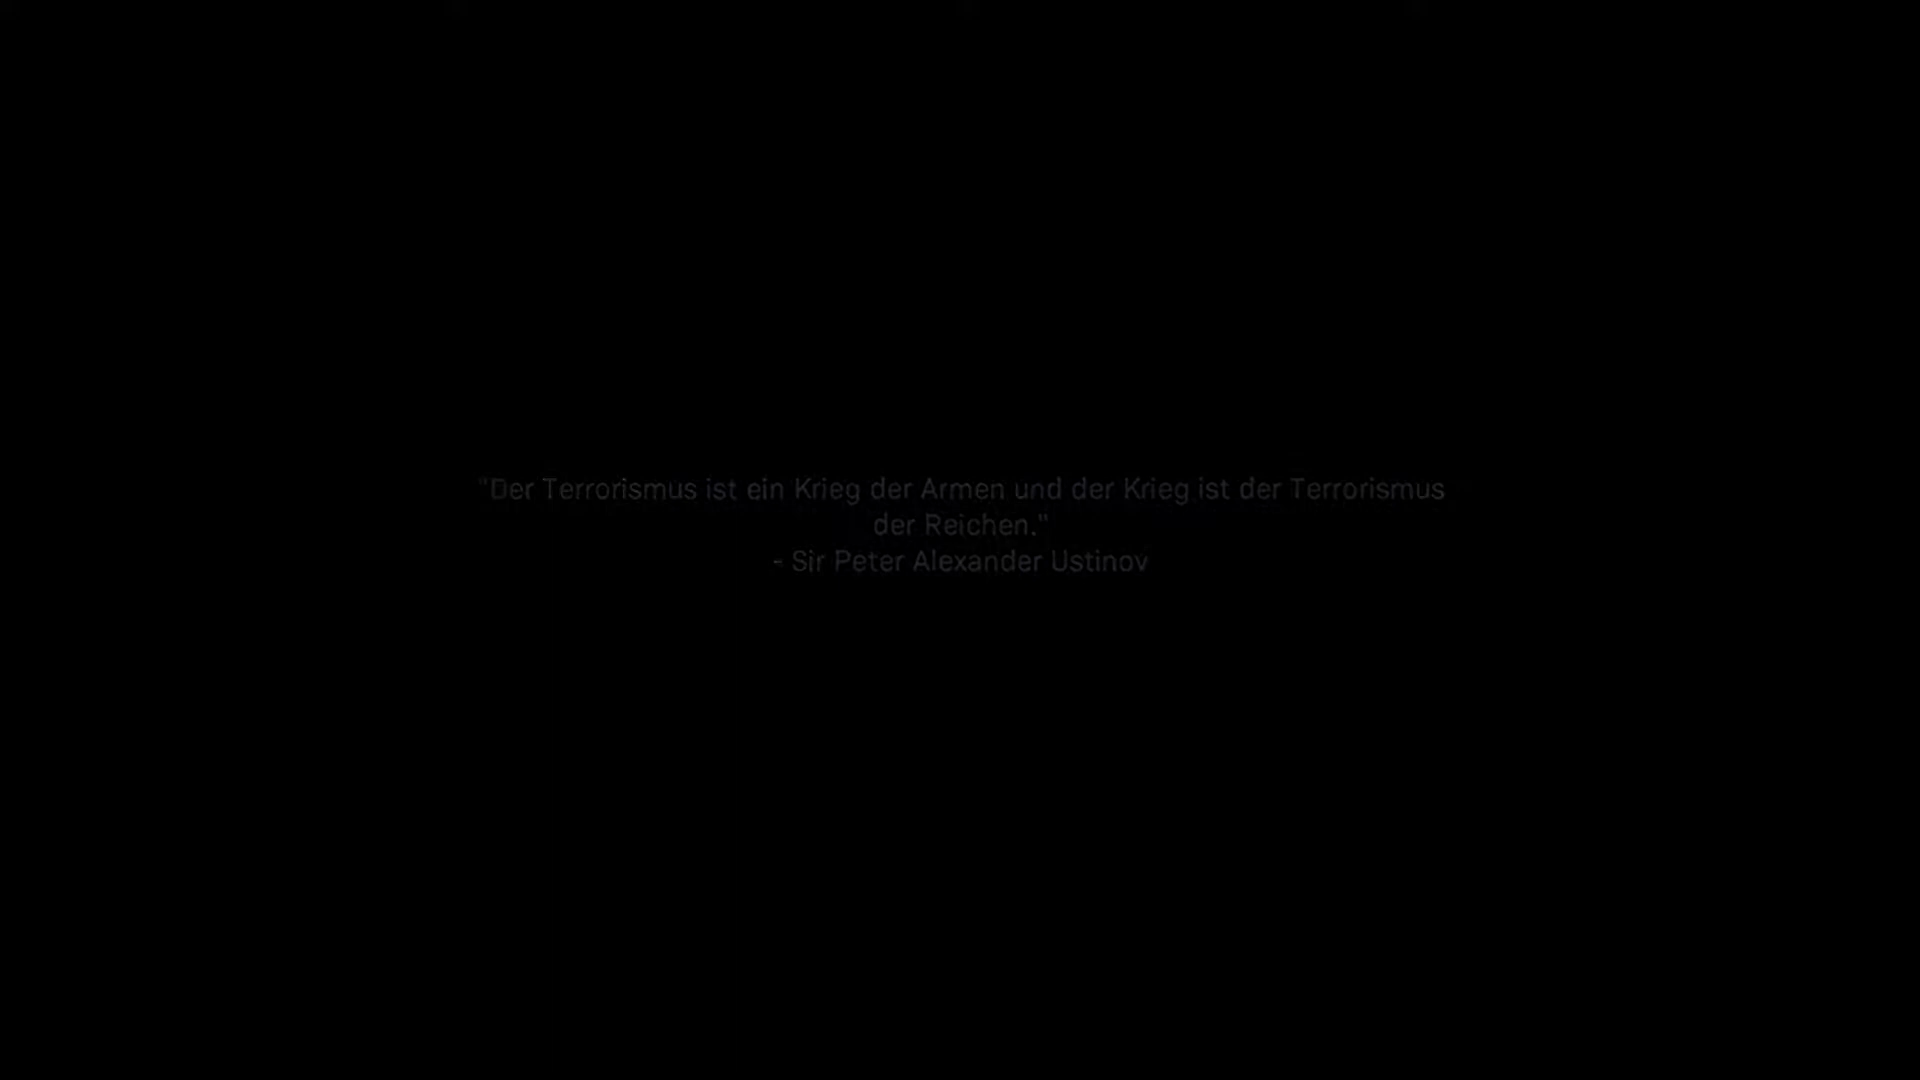 "Der Terrorismus ist ein Krieg der Armen und der Krieg ist der Terrorismus
der Reichen."
- Sir Peter Alexander Ustinov